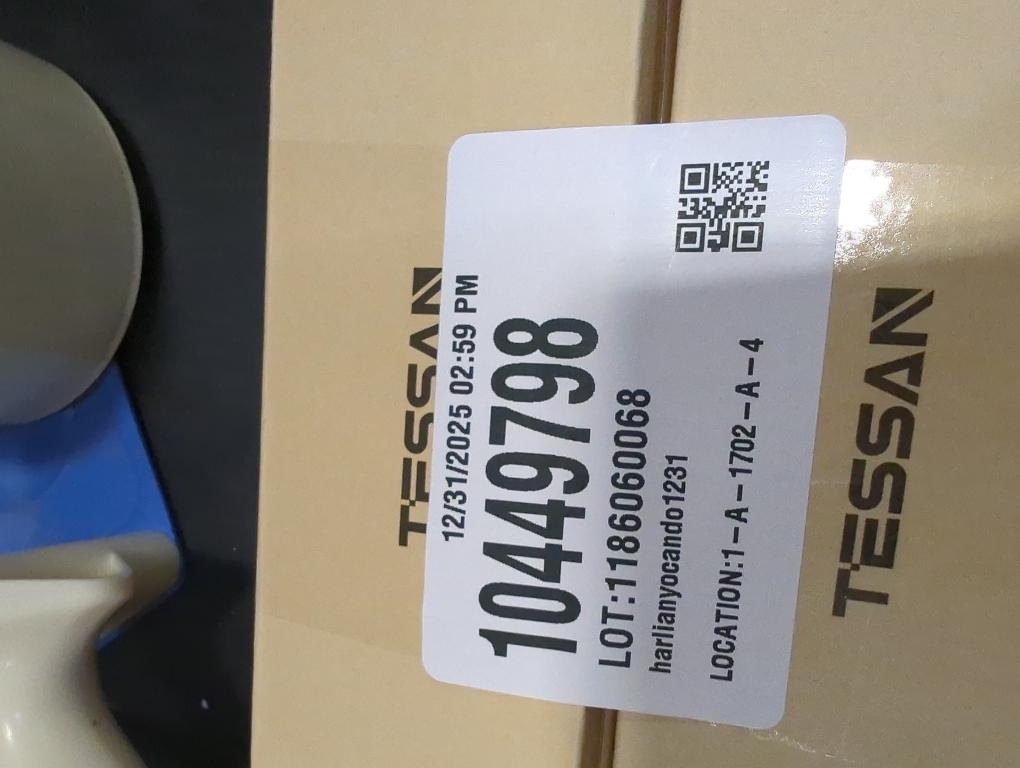 TESSAN
12/31/2025 02:59 PM
10449798
LOT:1186060068
harlianyocando1231
LOCATION:1-A-1702-A-4
TESSAN